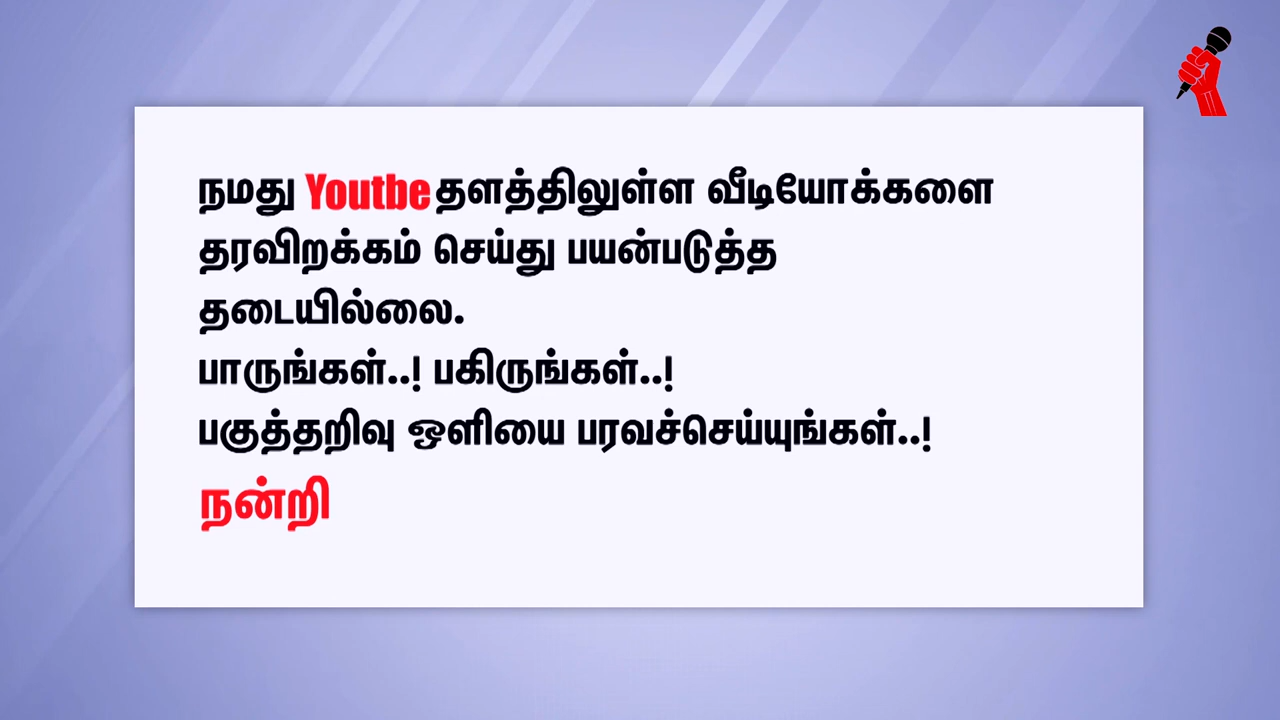 நமது Youtbe தளத்திலுள்ள வீடியோக்களை
தரவிறக்கம் செய்து பயன்படுத்த
தடையில்லை.
பாருங்கள்..! பகிருங்கள்..!
பகுத்தறிவு ஒளியை பரவச்செய்யுங்கள்..!
நன்றி